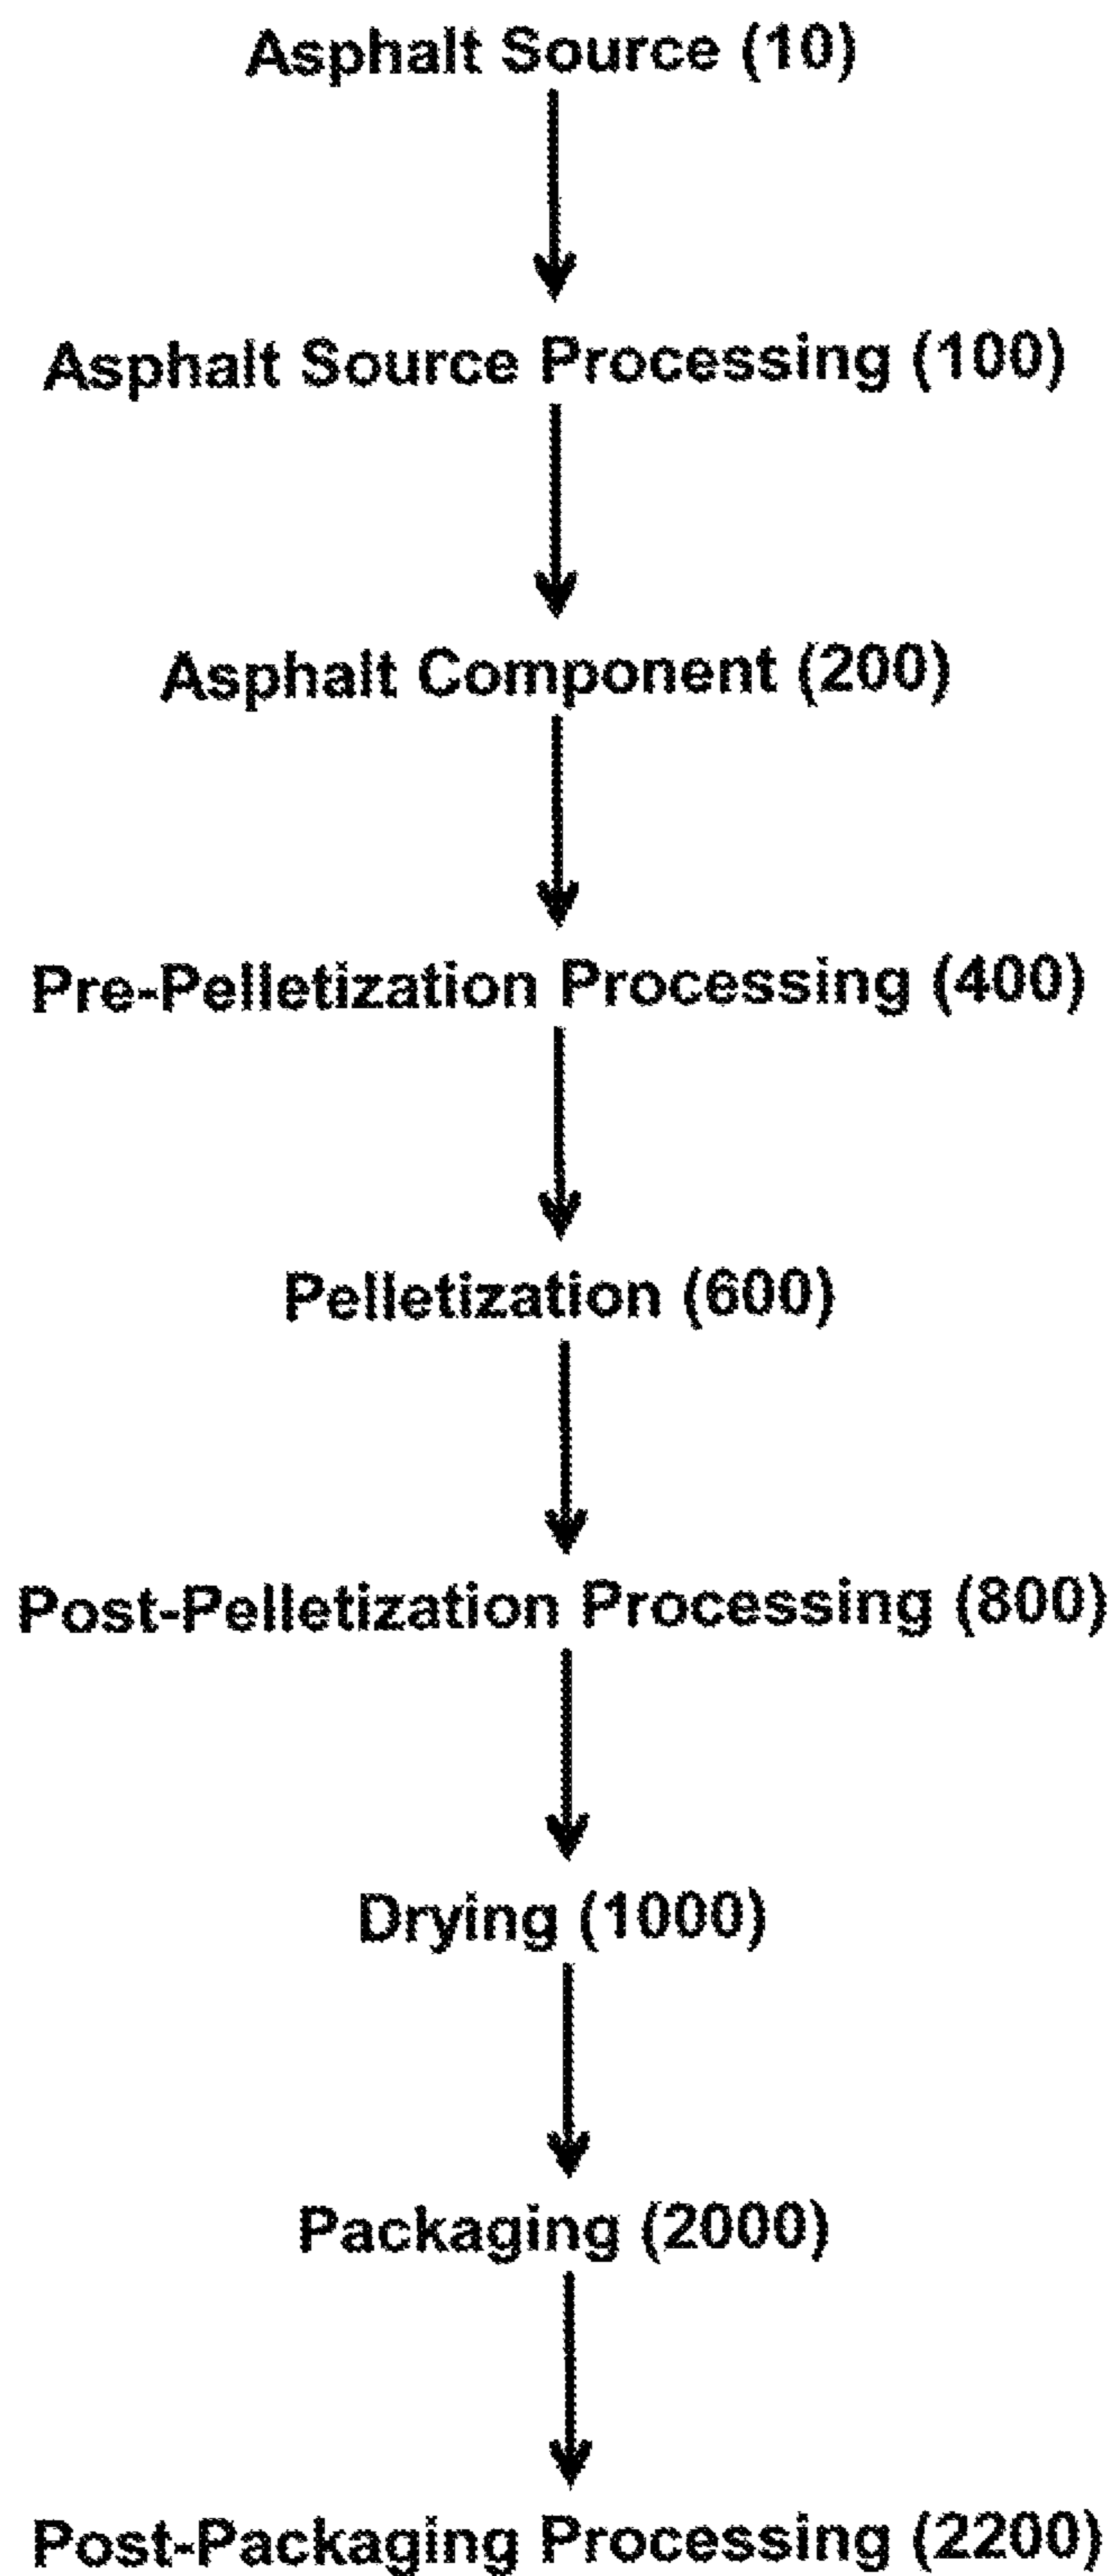 Asphalt Source (10)
Asphalt Source Processing (100)
Asphalt Component (200)
Pre-Pelletization Processing (400)
Pelletization (600)
Post-Pelletization Processing (800)
Drying (1000)
Packaging (2000)
Post-Packaging Processing (2200)